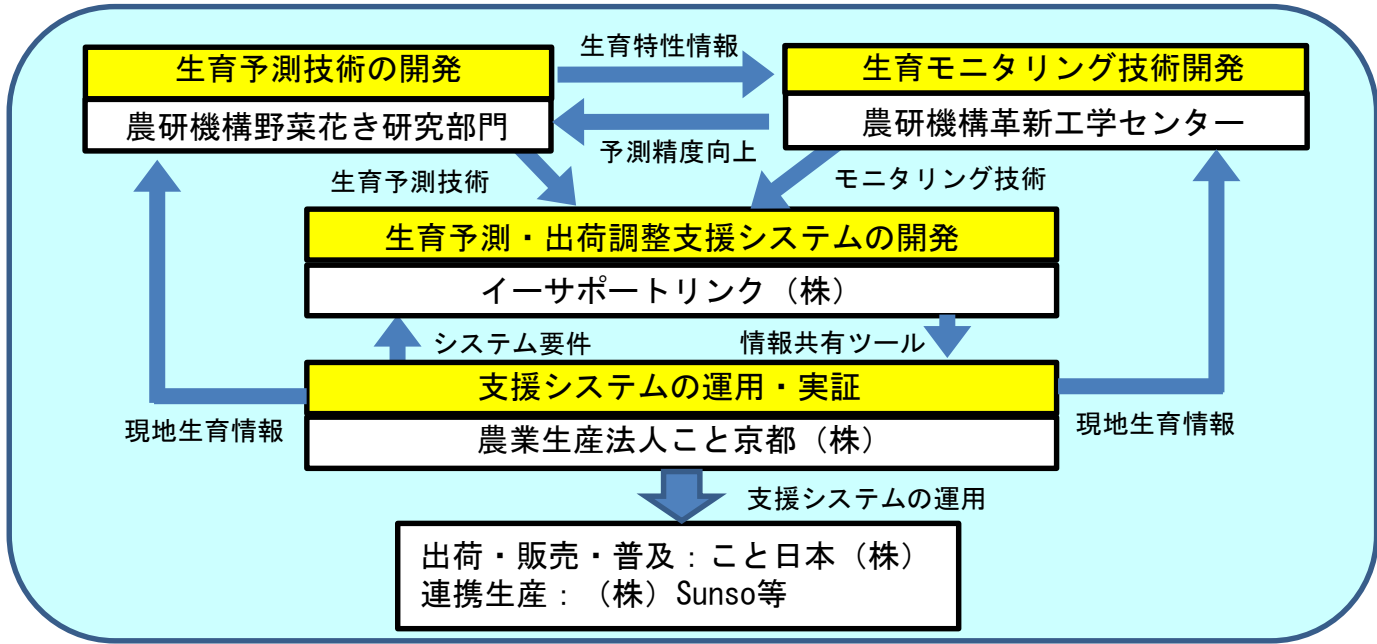 生育特性情報
生育予測技術の開発
農研機構野菜花き研究部門
生育モニタリング技術開発
農研機構革新工学センター
予測精度向上
生育予測技術
モニタリング技術
生育予測・出荷調整支援システムの開発
イーサポートリンク（株）
システム要件
情報共有ツール
支援システムの運用・実証
農業生産法人こと京都（株）
現地生育情報
現地生育情報
支援システムの運用
出荷・販売・普及：こと日本（株）
連携生産：（株）Sunso等